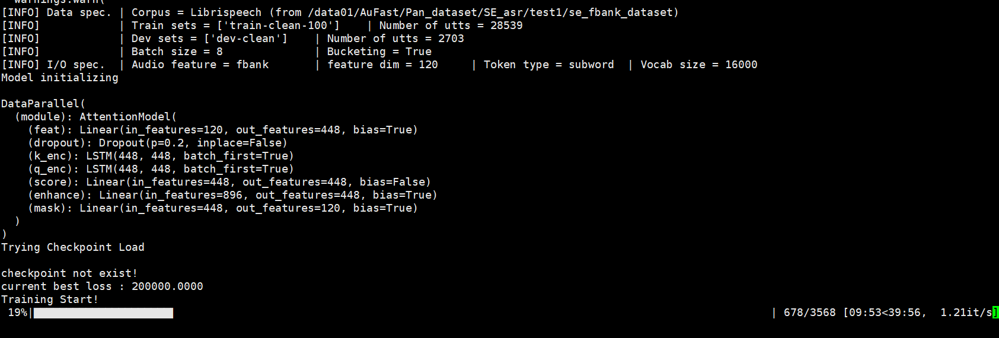 warnings.warn(
[INFO] Data spec. | Corpus = Librispeech (from /data01/AuFast/Pan_dataset/SE_asr/test1/se_fbank_dataset)
[INFO]            | Train sets = ['train-clean-100']    | Number of utts = 28539
[INFO]            | Dev sets = ['dev-clean']    | Number of utts = 2703
[INFO]            | Batch size = 8              | Bucketing = True
[INFO] I/O spec.  | Audio feature = fbank       | feature dim = 120     | Token type = subword  | Vocab size = 16000
Model initializing
DataParallel(
  (module): AttentionModel(
    (feat): Linear(in_features=120, out_features=448, bias=True)
    (dropout): Dropout(p=0.2, inplace=False)
    (k_enc): LSTM(448, 448, batch_first=True)
    (q_enc): LSTM(448, 448, batch_first=True)
    (score): Linear(in_features=448, out_features=448, bias=False)
    (enhance): Linear(in_features=896, out_features=448, bias=True)
    (mask): Linear(in_features=448, out_features=120, bias=True)
  )
)
Trying Checkpoint Load
checkpoint not exist!
current best loss : 200000.0000
Training Start!
 19%| | 678/3568 [09:53<39:56,  1.21it/s]